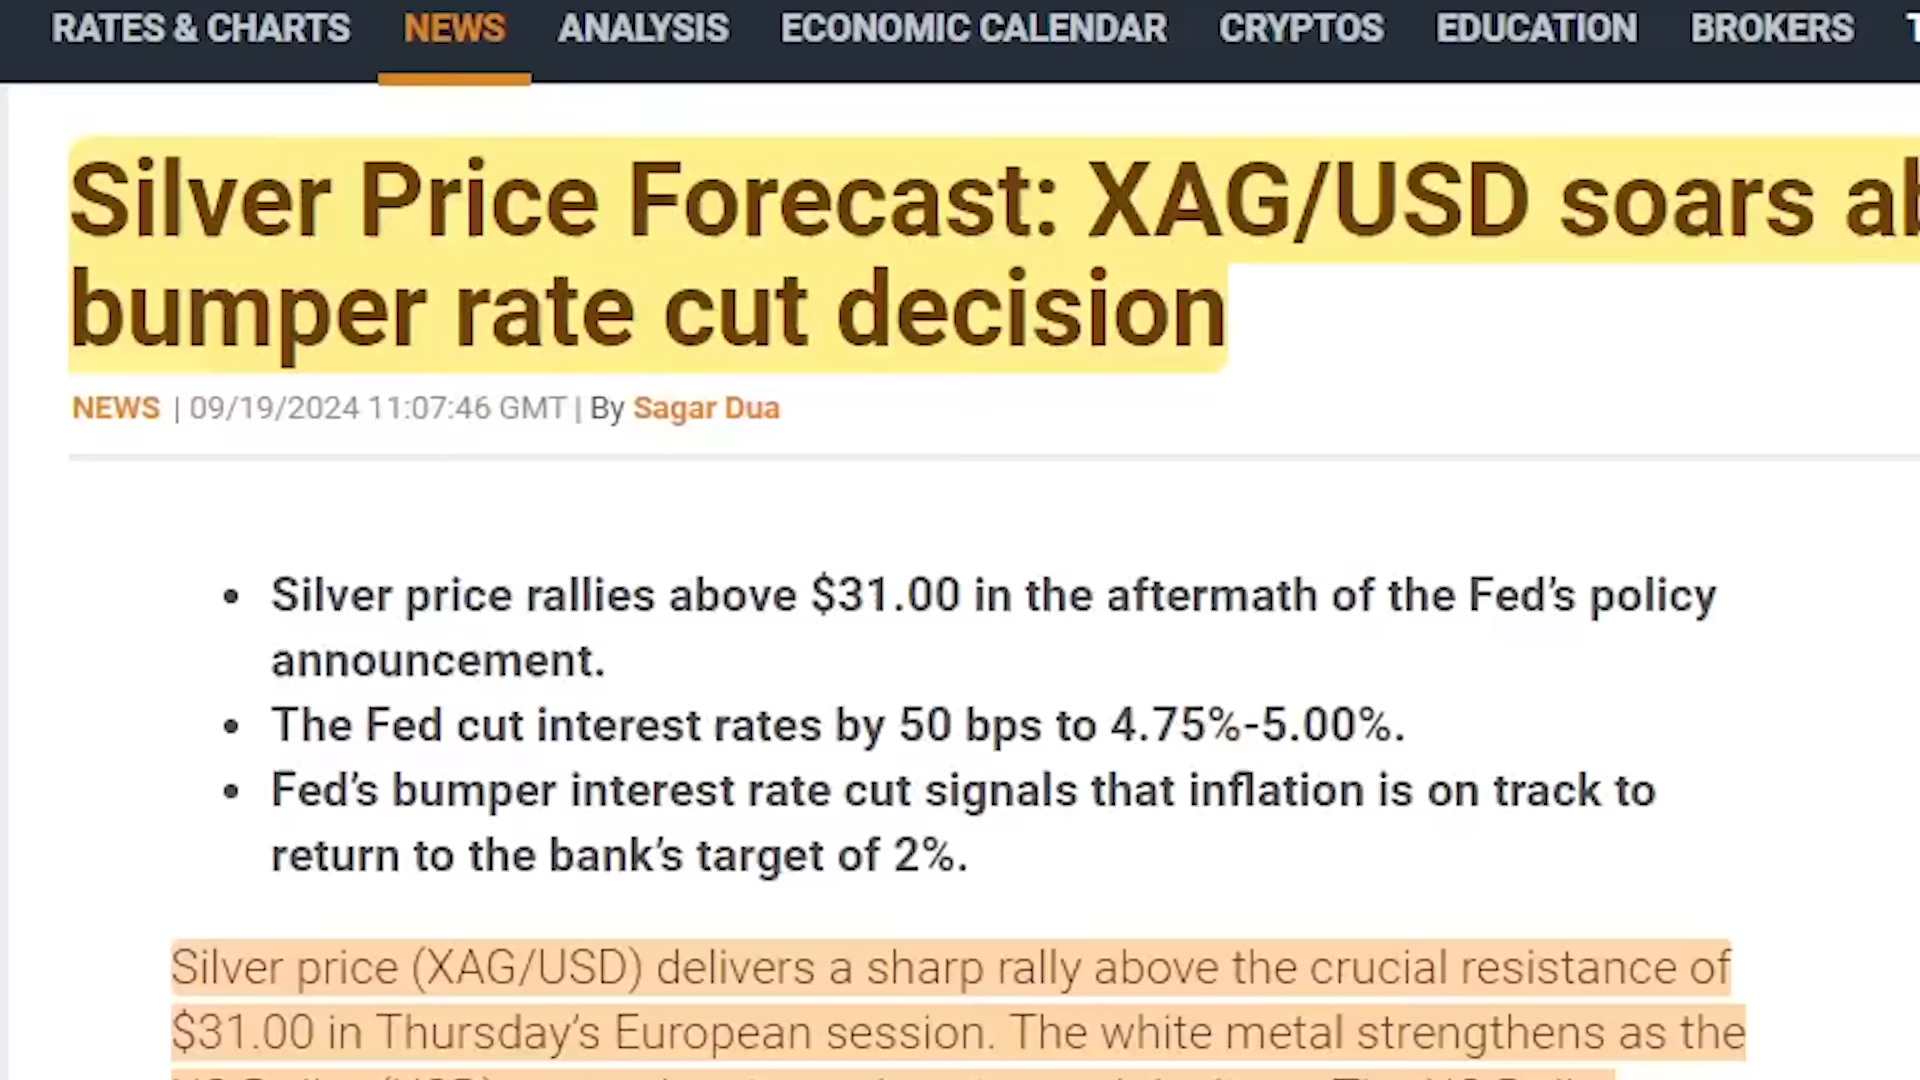 RATES & CHARTS NEWS ANALYSIS ECONOMIC CALENDAR CRYPTOS EDUCATION BROKERS
Silver Price Forecast: XAG/USD soars
bumper rate cut decision
NEWS | 09/19/2024 11:07:46 GMT | By Sagar Dua
• Silver price rallies above $31.00 in the aftermath of the Fed’s policy
announcement.
• The Fed cut interest rates by 50 bps to 4.75%-5.00%.
• Fed’s bumper interest rate cut signals that inflation is on track to
return to the bank’s target of 2%.
Silver price (XAG/USD) delivers a sharp rally above the crucial resistance of
$31.00 in Thursday’s European session. The white metal strengthens as the